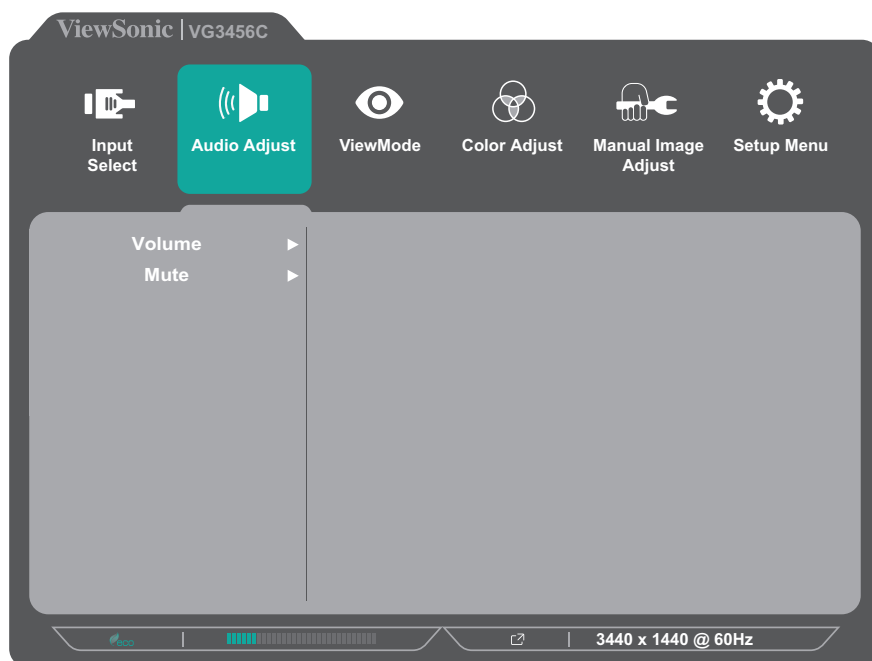 ViewSonic | VG3456C
Input Select
Audio Adjust
ViewMode
Color Adjust
Manual Image Adjust
Setup Menu
Volume
Mute
eco
3440 x 1440 @ 60Hz